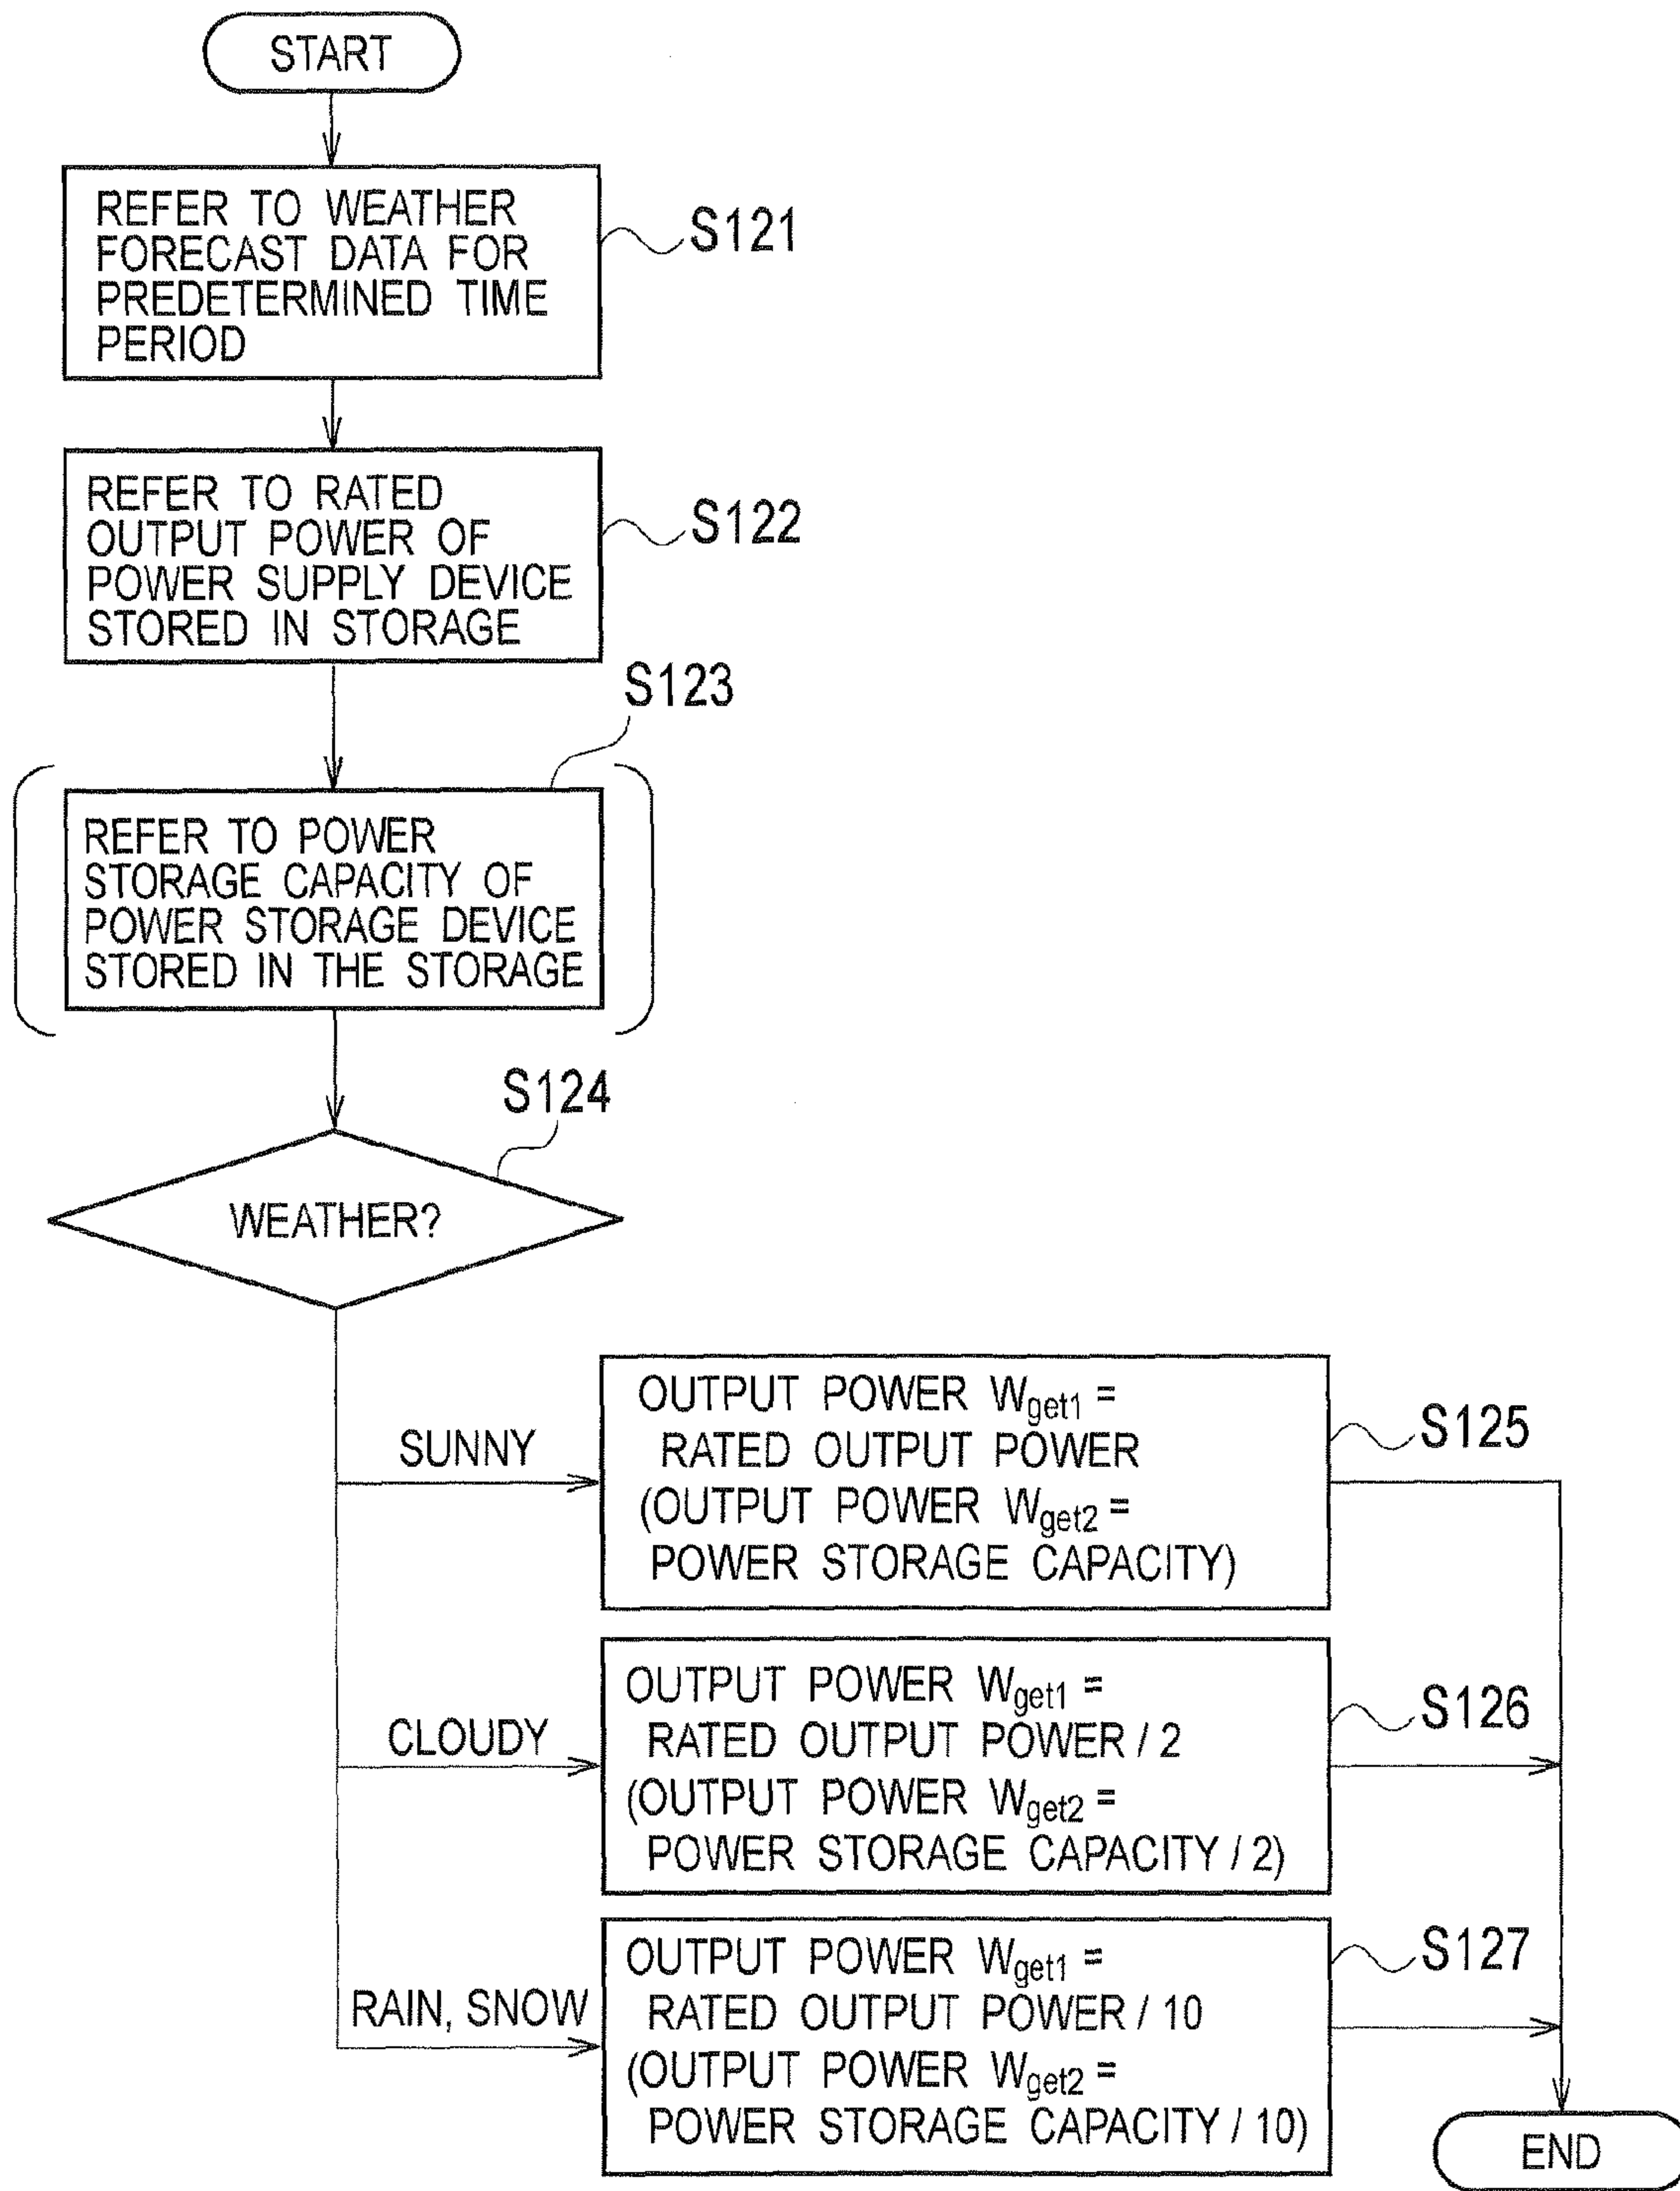 START
REFER TO WEATHER
FORECAST DATA FOR
PREDETERMINED TIME
PERIOD
S121
REFER TO RATED
OUTPUT POWER OF
POWER SUPPLY DEVICE
STORED IN STORAGE
S122
S123
REFER TO POWER
STORAGE CAPACITY OF
POWER STORAGE DEVICE
STORED IN THE STORAGE
S124
WEATHER?
SUNNY
OUTPUT POWER Wget1 =
RATED OUTPUT POWER
(OUTPUT POWER Wget2 =
POWER STORAGE CAPACITY)
S125
CLOUDY
OUTPUT POWER Wget1 =
RATED OUTPUT POWER / 2
(OUTPUT POWER Wget2 =
POWER STORAGE CAPACITY / 2)
S126
RAIN, SNOW
OUTPUT POWER Wget1 =
RATED OUTPUT POWER / 10
(OUTPUT POWER Wget2 =
POWER STORAGE CAPACITY / 10)
S127
END